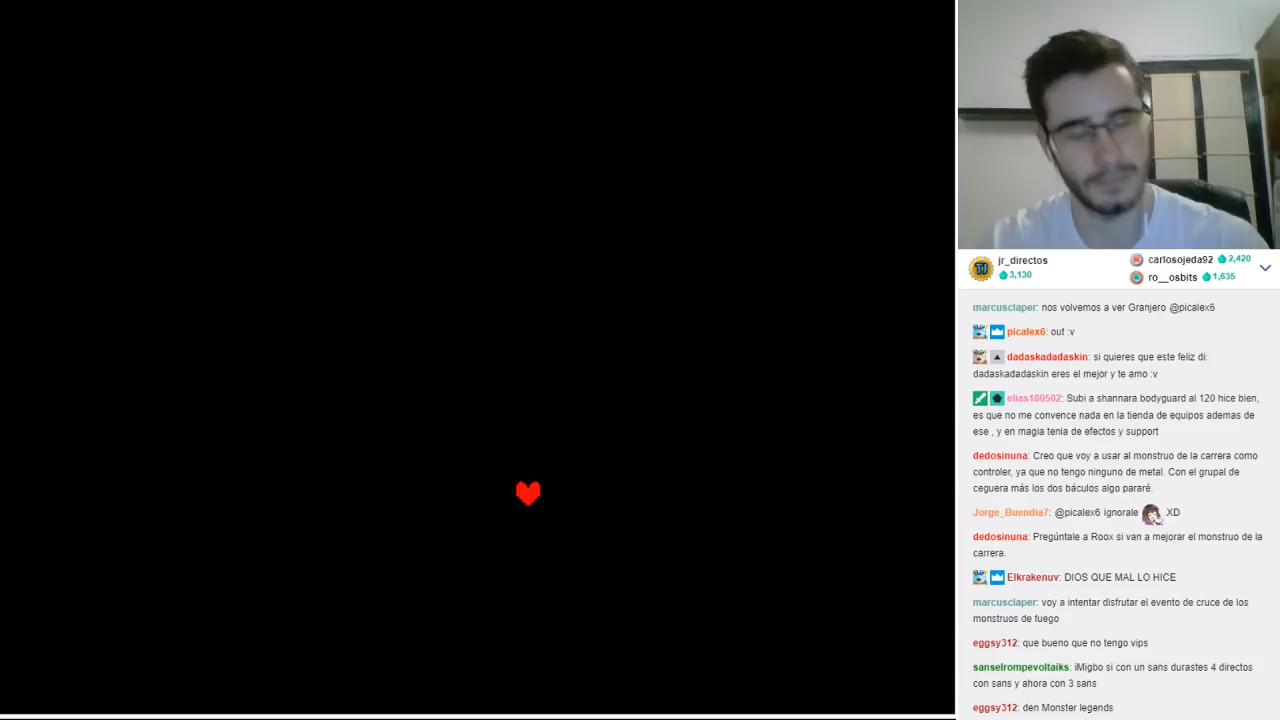 jr_directos
3,130
carlosojeda92 2,420
ro__osbits 1,635
marcusclaper: nos volvemos a ver Granjero @picalex6
picalex6: out :v
dadaskadadaskin: si quieres que este feliz di:
dadaskadadaskin eres el mejor y te amo :v
elias180502: Subi a shannara bodyguard al 120 hice bien,
es que no me convence nada en la tienda de equipos ademas de
ese , y en magia tenia de efectos y support
dedosinuna: Creo que voy a usar al monstruo de la carrera como
controler, ya que no tengo ninguno de metal. Con el grupal de
ceguera más los dos báculos algo pararé.
Jorge_Buendia7: @picalex6 ignorale XD
dedosinuna: Pregúntale a Roox si van a mejorar el monstruo de la
carrera.
Elkrakenuv: DIOS QUE MAL LO HICE
marcusclaper: voy a intentar disfrutar el evento de cruce de los
monstruos de fuego
eggsy312: que bueno que no tengo vips
sanselrompevoltaiks: iMigbo si con un sans durastes 4 directos
con sans y ahora con 3 sans
eggsy312: den Monster legends